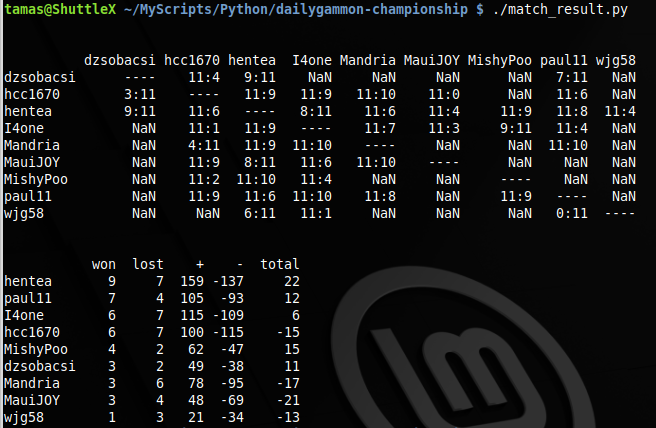 tamas@ShuttleX ~/MyScripts/Python/dailygammon-championship $ ./match_result.py
dzsobacsi hcc1670 hentea I4one Mandria MauiJOY MishyPoo paul11 wjg58
dzsobacsi ---- 11:4 9:11 NaN NaN NaN NaN 7:11 NaN
hcc1670 3:11 ---- 11:9 11:9 11:10 11:0 NaN 11:6 NaN
hentea 9:11 11:6 ---- 8:11 11:6 11:4 11:9 11:8 11:4
I4one NaN 11:1 11:9 ---- 11:7 11:3 9:11 11:4 NaN
Mandria NaN 4:11 11:9 11:10 ---- NaN NaN 11:10 NaN
MauiJOY NaN 11:9 8:11 11:6 11:10 ---- NaN NaN NaN
MishyPoo NaN 11:2 11:10 11:4 NaN NaN ---- NaN NaN
paul11 NaN 11:9 11:6 11:10 11:8 NaN 11:9 ---- NaN
wjg58 NaN NaN 6:11 11:1 NaN NaN NaN 0:11 ----
won lost + - total
hentea 9 7 159 -137 22
paul11 7 4 105 -93 12
I4one 6 7 115 -109 6
hcc1670 6 7 100 -115 -15
MishyPoo 4 2 62 -47 15
dzsobacsi 3 2 49 -38 11
Mandria 3 6 78 -95 -17
MauiJOY 3 4 48 -69 -21
wjg58 1 3 21 -34 -13